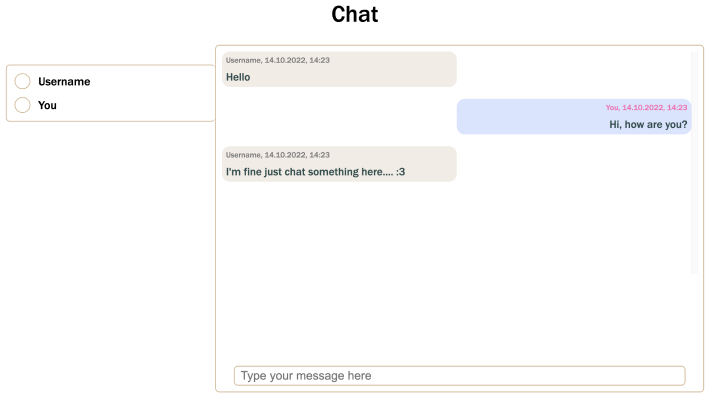 Chat
Username
You
Username, 14.10.2022, 14:23
Hello
You, 14.10.2022, 14:23
Hi, how are you?
Username, 14.10.2022, 14:23
I'm fine just chat something here.... :3
Type your message here